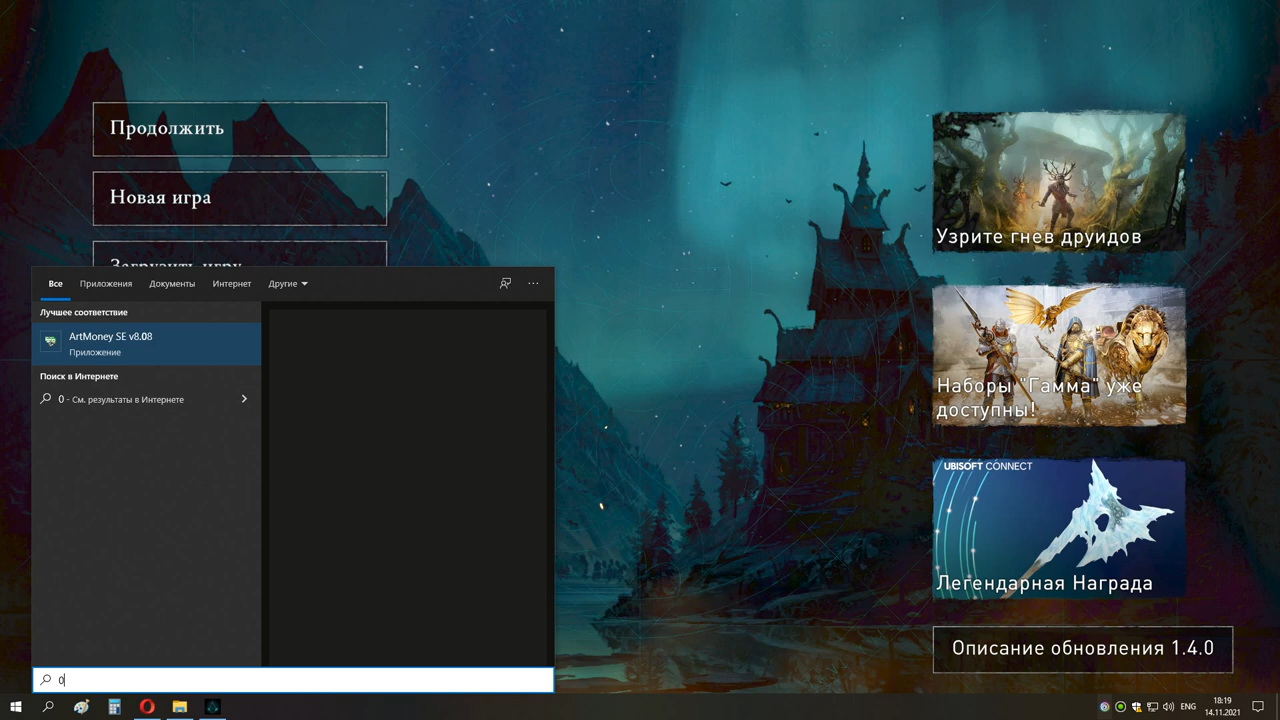 Продолжить
Новая игра
Загрузить игру
Узрите гнев друидов
Наборы "Гамма" уже
доступны!
UBISOFT CONNECT
Легендарная Награда
Описание обновления 1.4.0
Все Приложения Документы Интернет Другие
Лучшее соответствие
ArtMoney SE v8.08
Приложение
Поиск в Интернете
0 - См. результаты в Интернете
0
ENG
18:19
14.11.2021